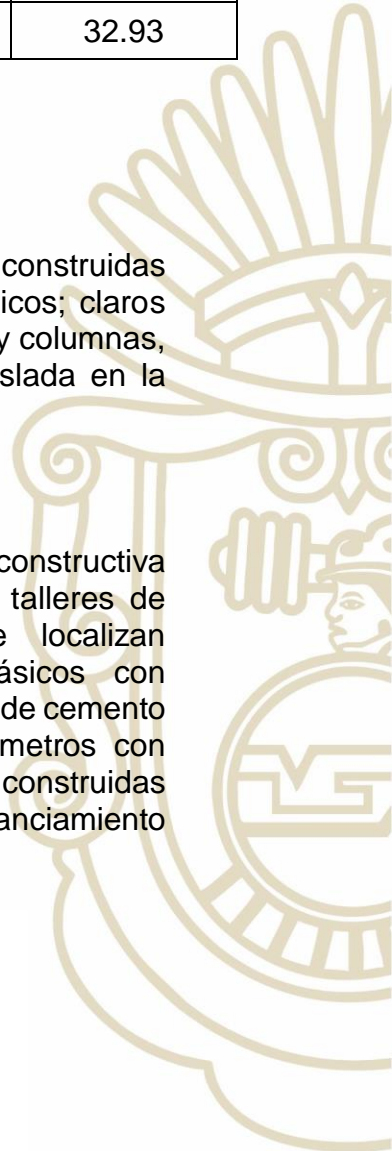 32.93
construidas
icos; claros
y columnas,
slada en la
constructiva
talleres de
e localizan
ásicos con
de cemento
metros con
construidas
anciamiento